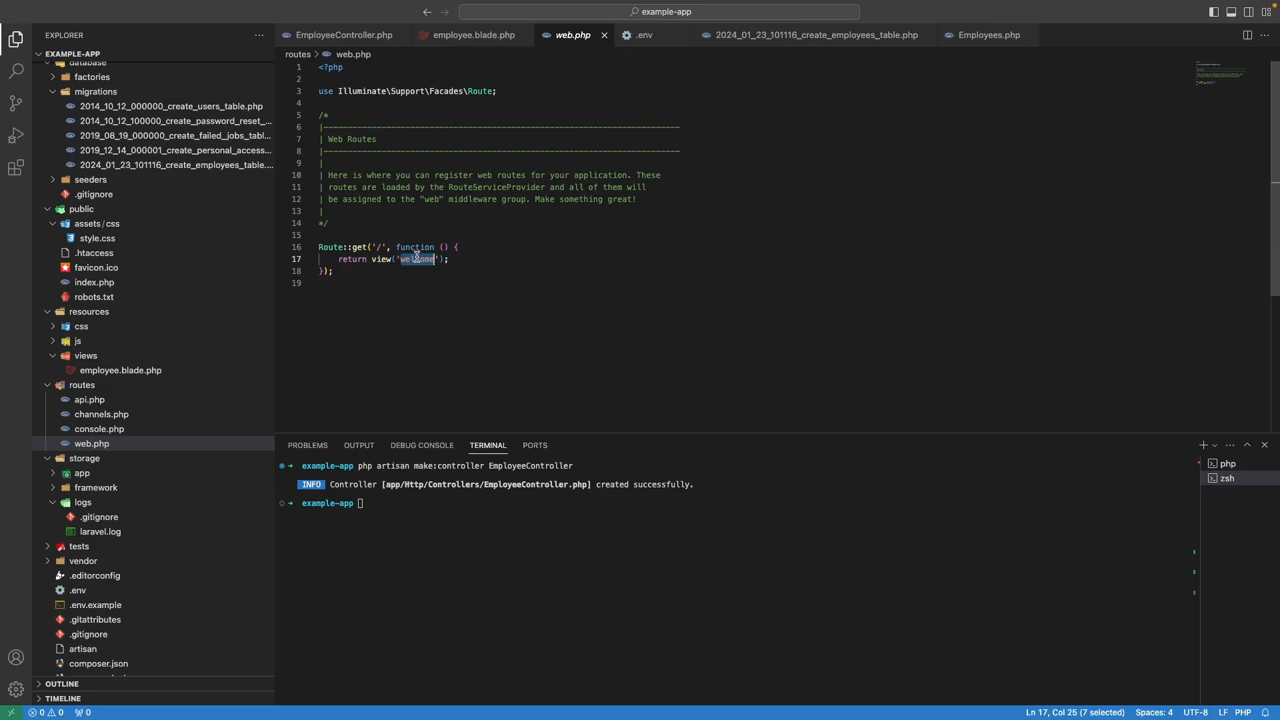 example-app
EXPLORER
EmployeeController.php
employee.blade.php
web.php
.env
2024_01_23_101116_create_employees_table.php
Employees.php
EXAMPLE-APP
database
factories
migrations
2014_10_12_000000_create_users_table.php
2014_10_12_100000_create_password_reset_...
2019_08_19_000000_create_failed_jobs_tabl...
2019_12_14_000001_create_personal_access...
2024_01_23_101116_create_employees_table....
seeders
.gitignore
public
assets/css
style.css
.htaccess
favicon.ico
index.php
robots.txt
resources
css
js
views
employee.blade.php
routes
api.php
channels.php
console.php
web.php
storage
app
framework
logs
.gitignore
laravel.log
tests
vendor
.editorconfig
.env
.env.example
.gitattributes
.gitignore
artisan
composer.json
OUTLINE
TIMELINE
routes > web.php
1 <?php
2
3 use Illuminate\Support\Facades\Route;
4
5 /*
6 |--------------------------------------------------------------------------
7 | Web Routes
8 |--------------------------------------------------------------------------
9 |
10 | Here is where you can register web routes for your application. These
11 | routes are loaded by the RouteServiceProvider and all of them will
12 | be assigned to the "web" middleware group. Make something great!
13 |
14 */
15
16 Route::get('/', function () {
17 return view('welcome');
18 });
19
PROBLEMS OUTPUT DEBUG CONSOLE TERMINAL PORTS
example-app php artisan make:controller EmployeeController
INFO Controller [app/Http/Controllers/EmployeeController.php] created successfully.
example-app
php
zsh
0 0 0
Ln 17, Col 25 (7 selected) Spaces: 4 UTF-8 LF PHP